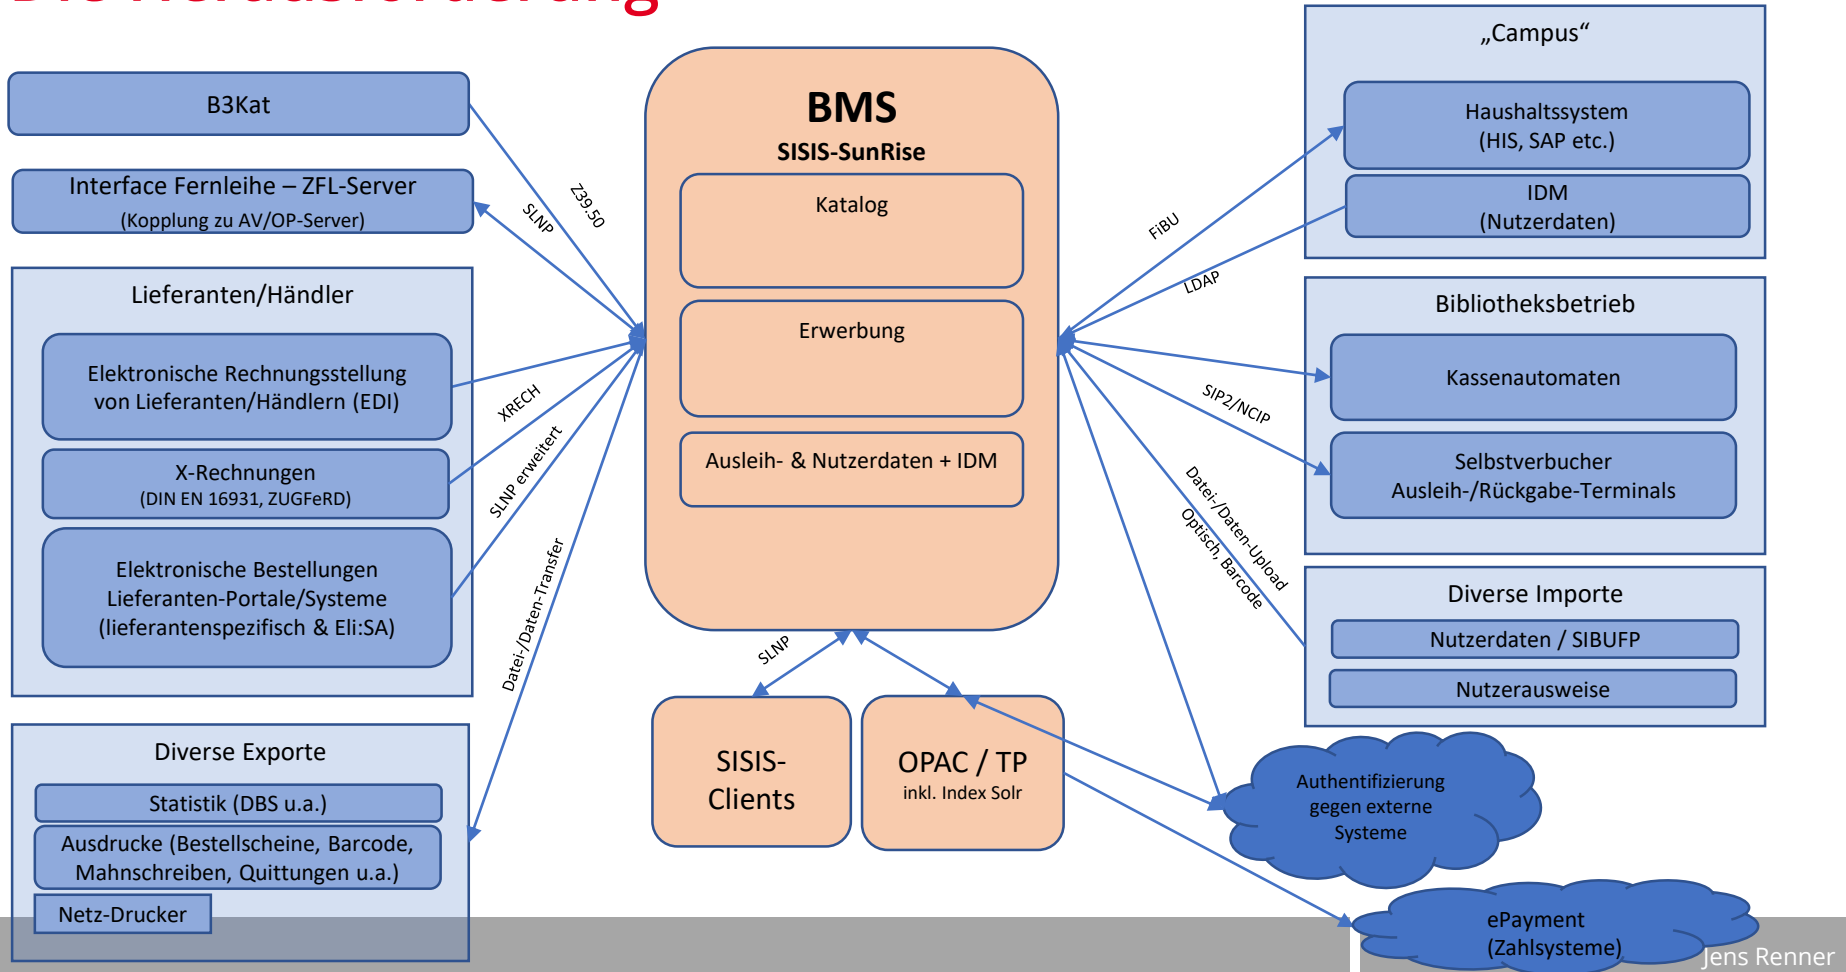 Die Herausforderung
B3Kat
Interface Fernleihe – ZFL-Server
(Kopplung zu AV/OP-Server)
Lieferanten/Händler
Elektronische Rechnungsstellung
von Lieferanten/Händlern (EDI)
X-Rechnungen
(DIN EN 16931, ZUGFeRD)
Elektronische Bestellungen
Lieferanten-Portale/Systeme
(lieferantenspezifisch & Eli:SA)
Diverse Exporte
Statistik (DBS u.a.)
Ausdrucke (Bestellscheine, Barcode,
Mahnschreiben, Quittungen u.a.)
Netz-Drucker
Z39.50
SLNP
XRECH
SLNP erweitert
Datei-/Daten-Transfer
BMS
SISIS-SunRise
Katalog
Erwerbung
Ausleih- & Nutzerdaten + IDM
SLNP
SISIS-
Clients
OPAC / TP
inkl. Index Solr
FiBU
LDAP
SIP2/NCIP
Datei-/Daten-Upload
Optisch, Barcode
„Campus“
Haushaltssystem
(HIS, SAP etc.)
IDM
(Nutzerdaten)
Bibliotheksbetrieb
Kassenautomaten
Selbstverbucher
Ausleih-/Rückgabe-Terminals
Diverse Importe
Nutzerdaten / SIBUFP
Nutzerausweise
Authentifizierung
gegen externe
Systeme
ePayment
(Zahlsysteme)
Jens Renner